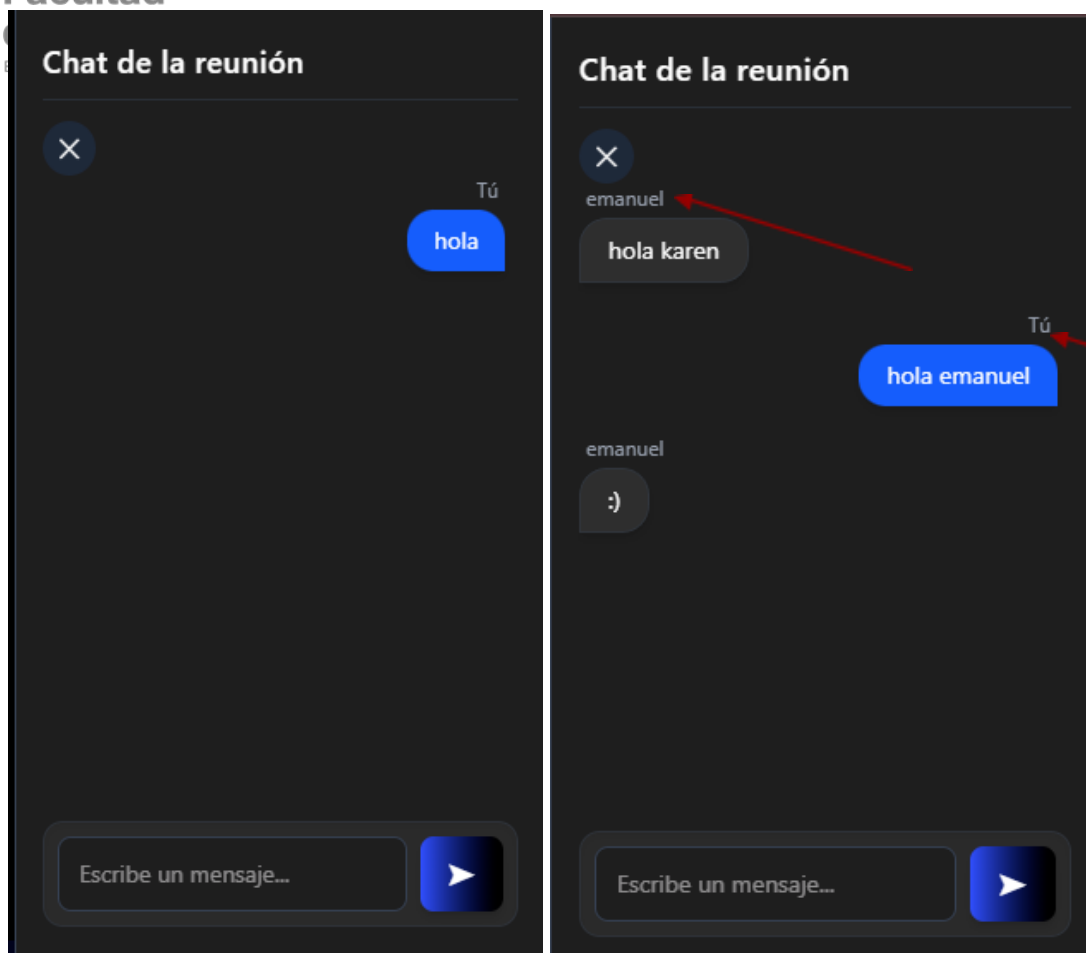 Facultad
Chat de la reunión
Tú
hola
Escribe un mensaje...
Chat de la reunión
emanuel
hola karen
Tú
hola emanuel
emanuel
:)
Escribe un mensaje...